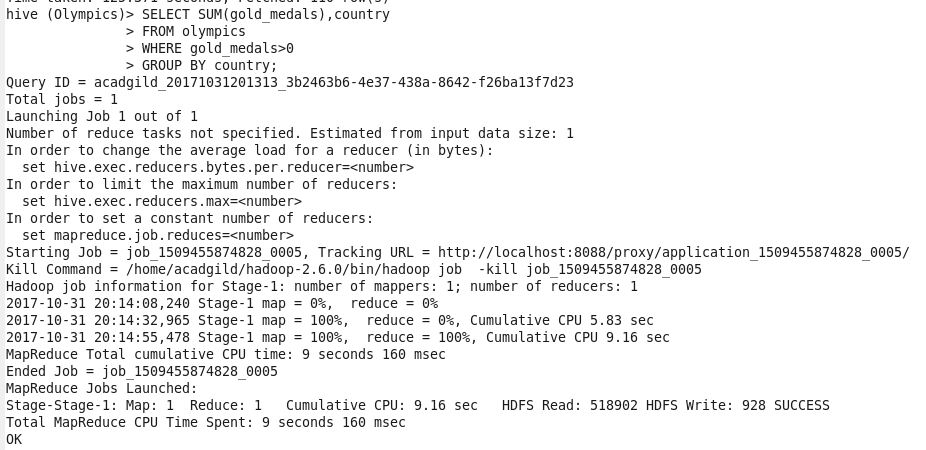 hive (Olympics)> SELECT SUM(gold_medals),country
> FROM olympics
> WHERE gold_medals>0
> GROUP BY country;
Query ID = acadgild_20171031201313_3b2463b6-4e37-438a-8642-f26ba13f7d23
Total jobs = 1
Launching Job 1 out of 1
Number of reduce tasks not specified. Estimated from input data size: 1
In order to change the average load for a reducer (in bytes):
  set hive.exec.reducers.bytes.per.reducer=<number>
In order to limit the maximum number of reducers:
  set hive.exec.reducers.max=<number>
In order to set a constant number of reducers:
  set mapreduce.job.reduces=<number>
Starting Job = job_1509455874828_0005, Tracking URL = http://localhost:8088/proxy/application_1509455874828_0005/
Kill Command = /home/acadgild/hadoop-2.6.0/bin/hadoop job  -kill job_1509455874828_0005
Hadoop job information for Stage-1: number of mappers: 1; number of reducers: 1
2017-10-31 20:14:08,240 Stage-1 map = 0%,  reduce = 0%
2017-10-31 20:14:32,965 Stage-1 map = 100%,  reduce = 0%, Cumulative CPU 5.83 sec
2017-10-31 20:14:55,478 Stage-1 map = 100%,  reduce = 100%, Cumulative CPU 9.16 sec
MapReduce Total cumulative CPU time: 9 seconds 160 msec
Ended Job = job_1509455874828_0005
MapReduce Jobs Launched:
Stage-Stage-1: Map: 1  Reduce: 1   Cumulative CPU: 9.16 sec   HDFS Read: 518902 HDFS Write: 928 SUCCESS
Total MapReduce CPU Time Spent: 9 seconds 160 msec
OK